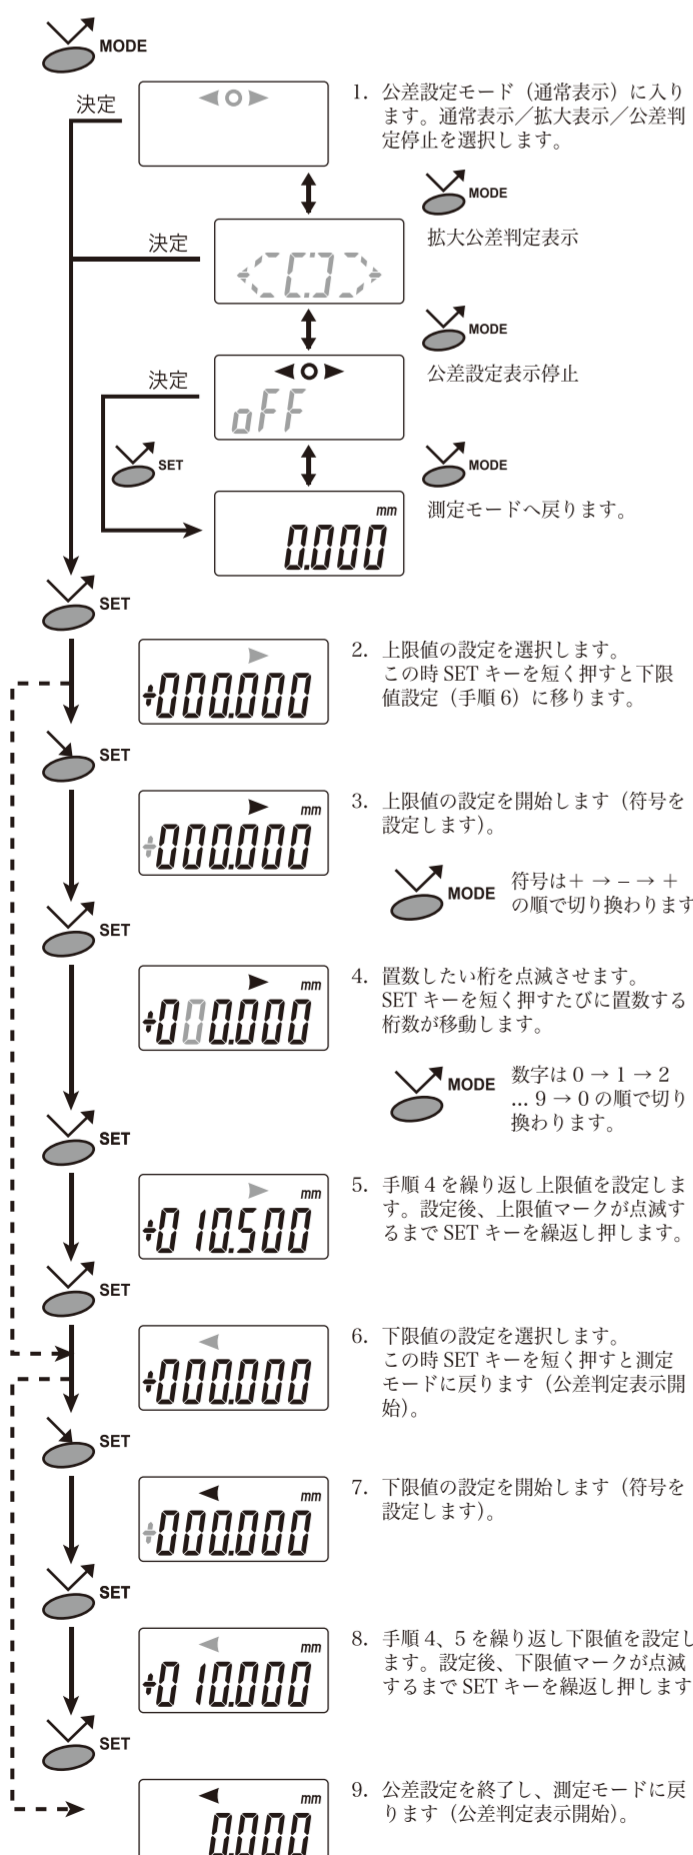 MODE
決定
1. 公差設定モード（通常表示）に入り
ます。通常表示／拡大表示／公差判
定停止を選択します。
MODE
決定
拡大公差判定表示
MODE
決定
oFF
公差設定表示停止
SET
MODE
mm
0.000
測定モードへ戻ります。
SET
+000.000
2. 上限値の設定を選択します。
この時 SET キーを短く押すと下限
値設定（手順 6）に移ります。
SET
mm
+000.000
3. 上限値の設定を開始します（符号を
設定します）。
MODE
符号は＋ → － → ＋
の順で切り換わります
SET
mm
+000.000
4. 置数したい桁を点滅させます。
SET キーを短く押すたびに置数する
桁数が移動します。
MODE
数字は 0 → 1 → 2
... 9 → 0 の順で切り
換わります。
SET
mm
+010.500
5. 手順 4 を繰り返し上限値を設定しま
す。設定後、上限値マークが点滅す
るまで SET キーを繰返し押します。
SET
+000.000
6. 下限値の設定を選択します。
この時 SET キーを短く押すと測定
モードに戻ります（公差判定表示開
始）。
SET
mm
+000.000
7. 下限値の設定を開始します（符号を
設定します）。
SET
mm
+010.000
8. 手順 4、5 を繰り返し下限値を設定し
ます。設定後、下限値マークが点滅
するまで SET キーを繰返し押します
SET
mm
0.000
9. 公差設定を終了し、測定モードに戻
ります（公差判定表示開始）。